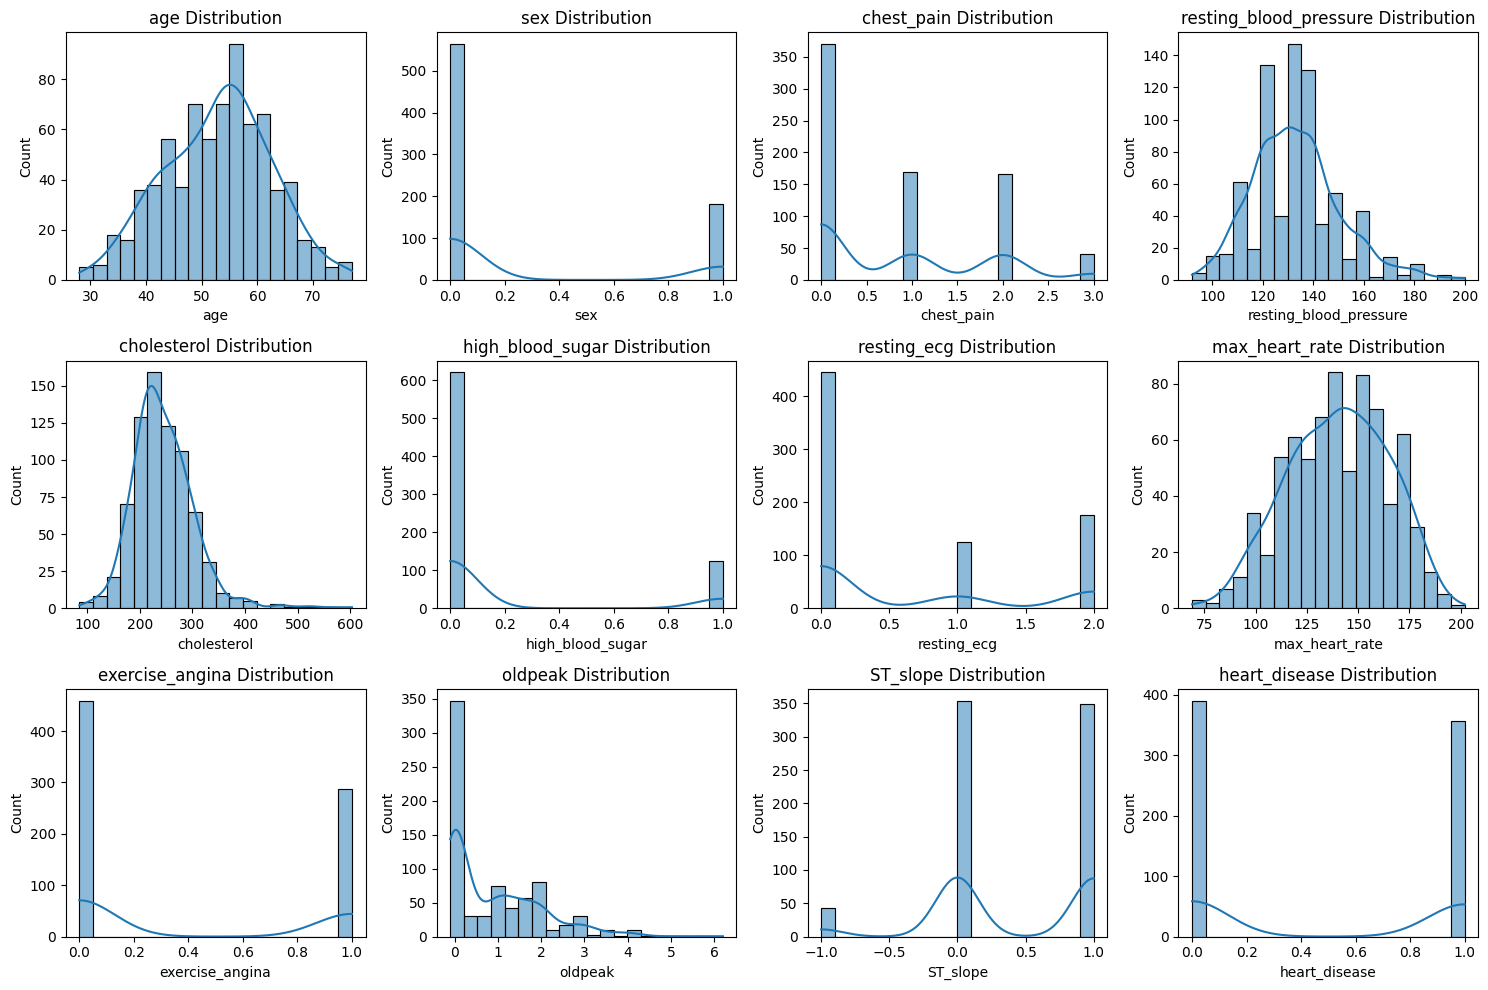 age Distribution
sex Distribution
chest_pain Distribution
resting_blood_pressure Distribution
Count
80
60
40
20
0
30 40 50 60 70
age
Count
500
400
300
200
100
0
0.0 0.2 0.4 0.6 0.8 1.0
sex
Count
350
300
250
200
150
100
50
0
0.0 0.5 1.0 1.5 2.0 2.5 3.0
chest_pain
Count
140
120
100
80
60
40
20
0
100 120 140 160 180 200
resting_blood_pressure
cholesterol Distribution
high_blood_sugar Distribution
resting_ecg Distribution
max_heart_rate Distribution
Count
150
125
100
75
50
25
0
100 200 300 400 500 600
cholesterol
Count
600
500
400
300
200
100
0
0.0 0.2 0.4 0.6 0.8 1.0
high_blood_sugar
Count
400
300
200
100
0
0.0 0.5 1.0 1.5 2.0
resting_ecg
Count
80
60
40
20
0
75 100 125 150 175 200
max_heart_rate
exercise_angina Distribution
oldpeak Distribution
ST_slope Distribution
heart_disease Distribution
Count
400
300
200
100
0
0.0 0.2 0.4 0.6 0.8 1.0
exercise_angina
Count
350
300
250
200
150
100
50
0
0 1 2 3 4 5 6
oldpeak
Count
350
300
250
200
150
100
50
0
−1.0 −0.5 0.0 0.5 1.0
ST_slope
Count
400
300
200
100
0
0.0 0.2 0.4 0.6 0.8 1.0
heart_disease